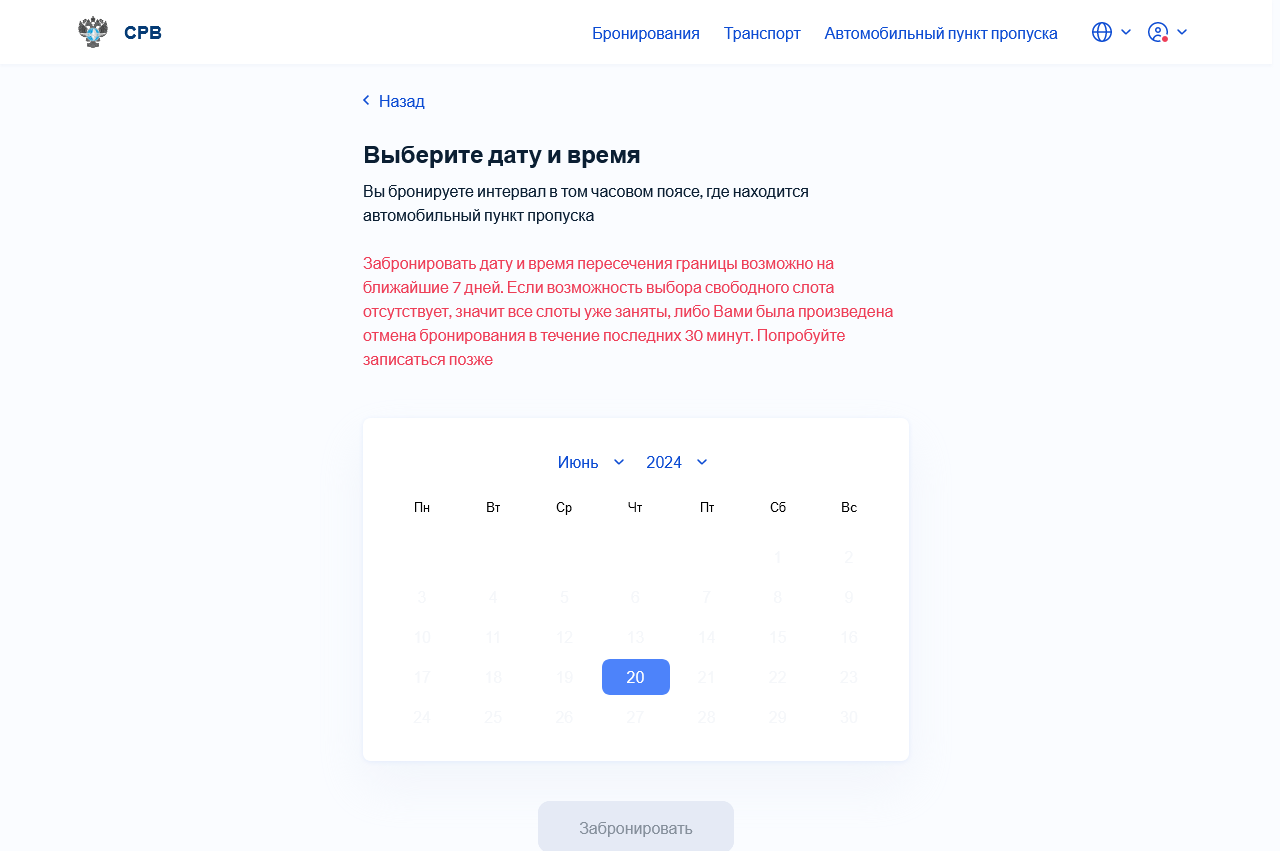 СРВ
Бронирования Транспорт Автомобильный пункт пропуска
Назад
Выберите дату и время
Вы бронируете интервал в том часовом поясе, где находится
автомобильный пункт пропуска
Забронировать дату и время пересечения границы возможно на
ближайшие 7 дней. Если возможность выбора свободного слота
отсутствует, значит все слоты уже заняты, либо Вами была произведена
отмена бронирования в течение последних 30 минут. Попробуйте
записаться позже
Июнь 2024
Пн Вт Ср Чт Пт Сб Вс
1 2
3 4 5 6 7 8 9
10 11 12 13 14 15 16
17 18 19 20 21 22 23
24 25 26 27 28 29 30
Забронировать